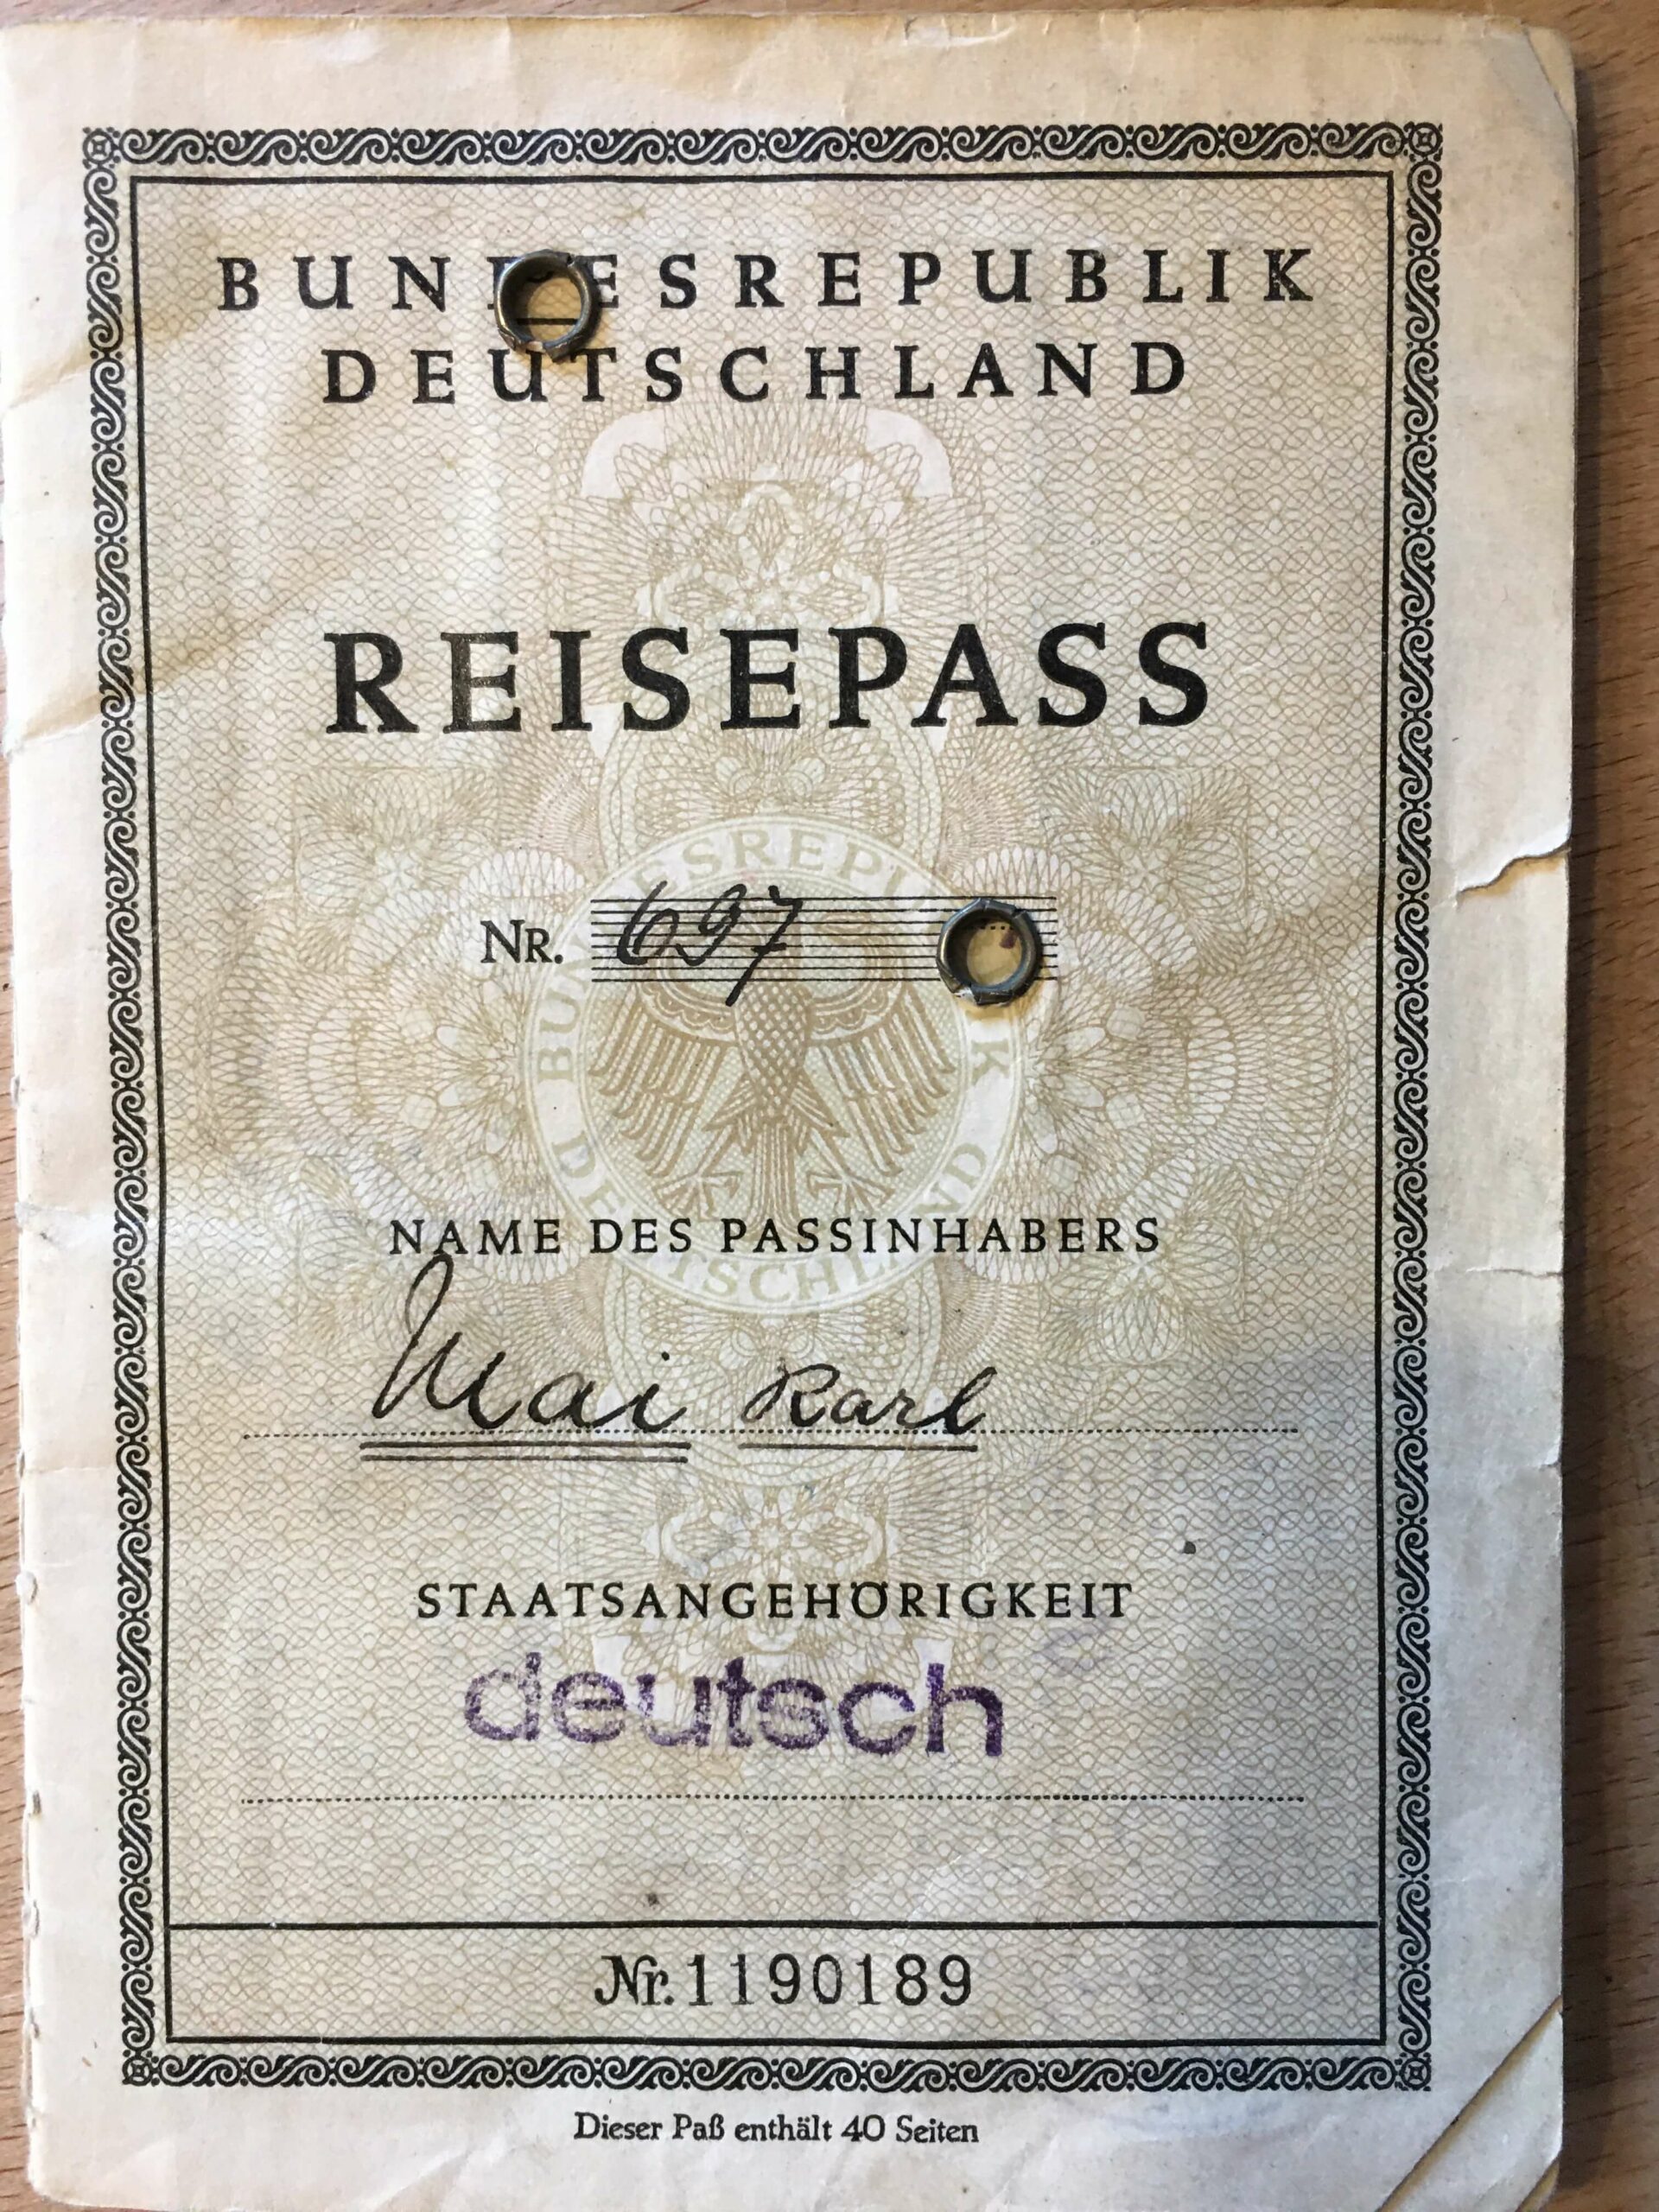 BUNDESREPUBLIK
DEUTSCHLAND
REISEPASS
NR. 697
BUNDESREPUBLIK DEUTSCHLAND
NAME DES PASSINHABERS
Mai Karl
STAATSANGEHÖRIGKEIT
deutsch
Nr. 1190189
Dieser Paß enthält 40 Seiten